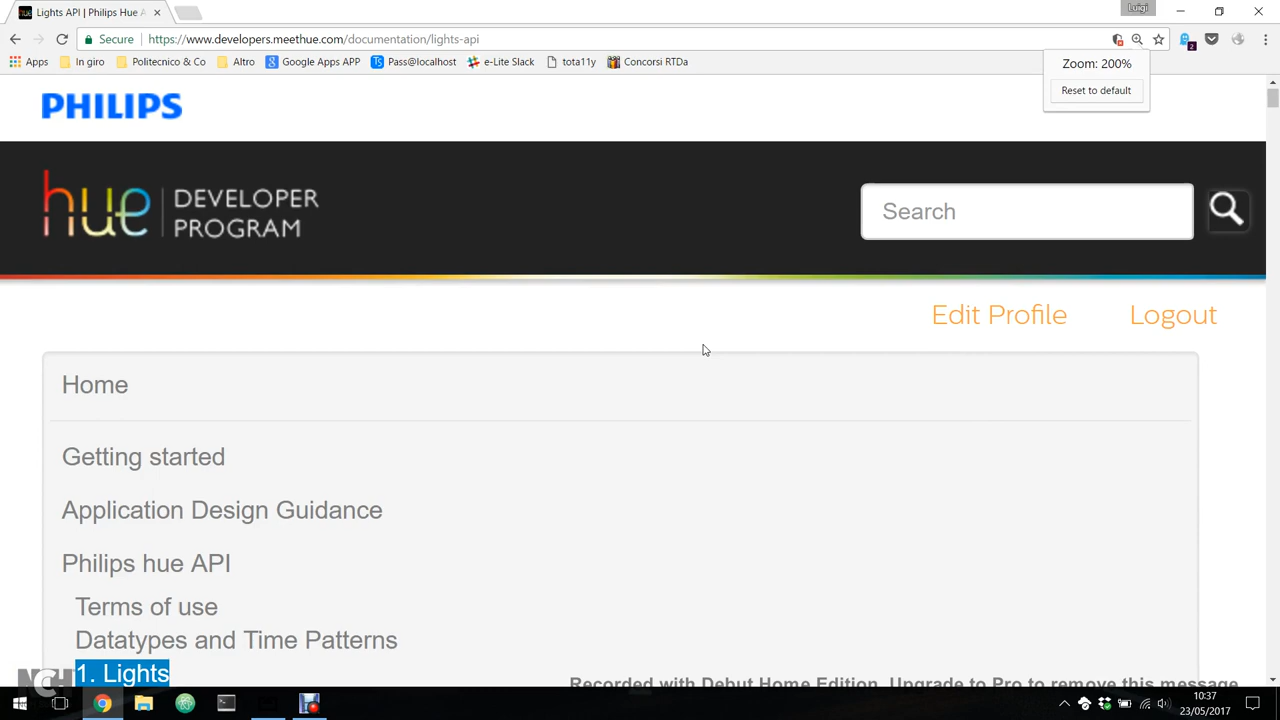 Luigi
Lights API | Philips Hue A
Secure https://www.developers.meethue.com/documentation/lights-api
Apps In giro Politecnico & Co Altro Google Apps APP Pass@localhost e-Lite Slack tota11y Concorsi RTDa
2
Zoom: 200%
Reset to default
PHILIPS
hue DEVELOPER
PROGRAM
Search
Edit Profile Logout
Home
Getting started
Application Design Guidance
Philips hue API
Terms of use
Datatypes and Time Patterns
1. Lights
NCH
Recorded with Debut Home Edition. Upgrade to Pro to remove this message
10:37
23/05/2017